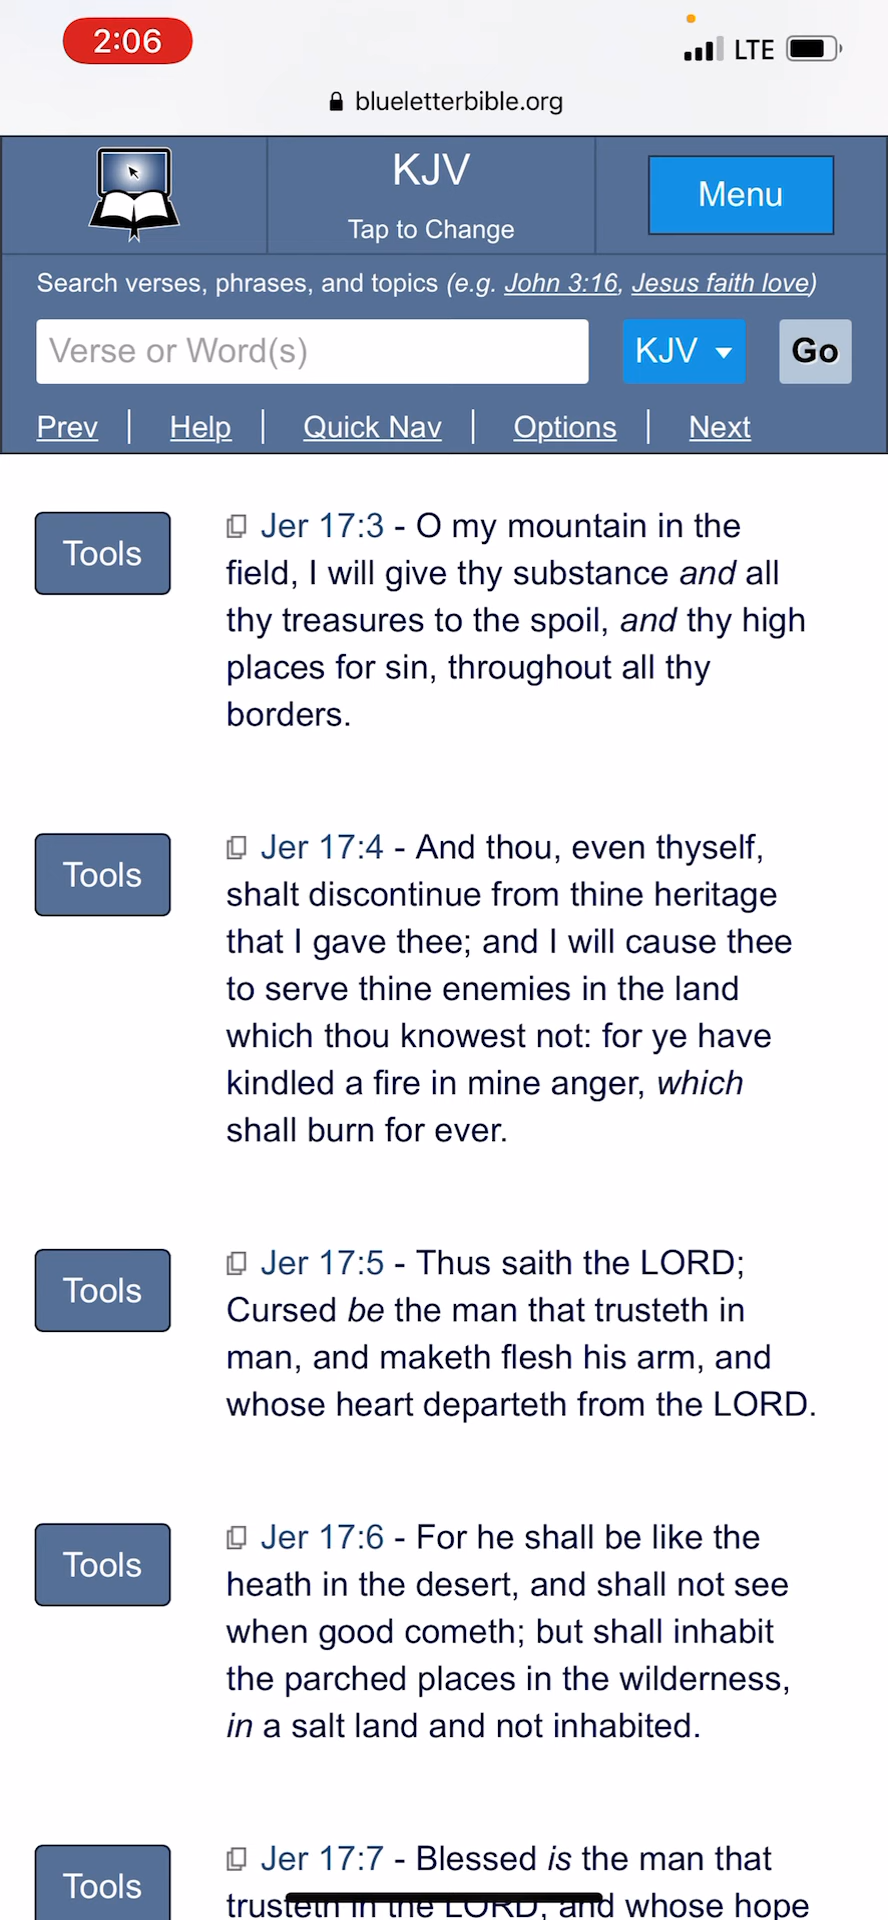 2:06
LTE
blueletterbible.org
KJV
Tap to Change
Menu
Search verses, phrases, and topics (e.g. John 3:16, Jesus faith love)
Verse or Word(s)
KJV
Go
Prev | Help | Quick Nav | Options | Next
Tools
Jer 17:3 - O my mountain in the
field, I will give thy substance and all
thy treasures to the spoil, and thy high
places for sin, throughout all thy
borders.
Tools
Jer 17:4 - And thou, even thyself,
shalt discontinue from thine heritage
that I gave thee; and I will cause thee
to serve thine enemies in the land
which thou knowest not: for ye have
kindled a fire in mine anger, which
shall burn for ever.
Tools
Jer 17:5 - Thus saith the LORD;
Cursed be the man that trusteth in
man, and maketh flesh his arm, and
whose heart departeth from the LORD.
Tools
Jer 17:6 - For he shall be like the
heath in the desert, and shall not see
when good cometh; but shall inhabit
the parched places in the wilderness,
in a salt land and not inhabited.
Tools
Jer 17:7 - Blessed is the man that
trusteth in the LORD, and whose hope